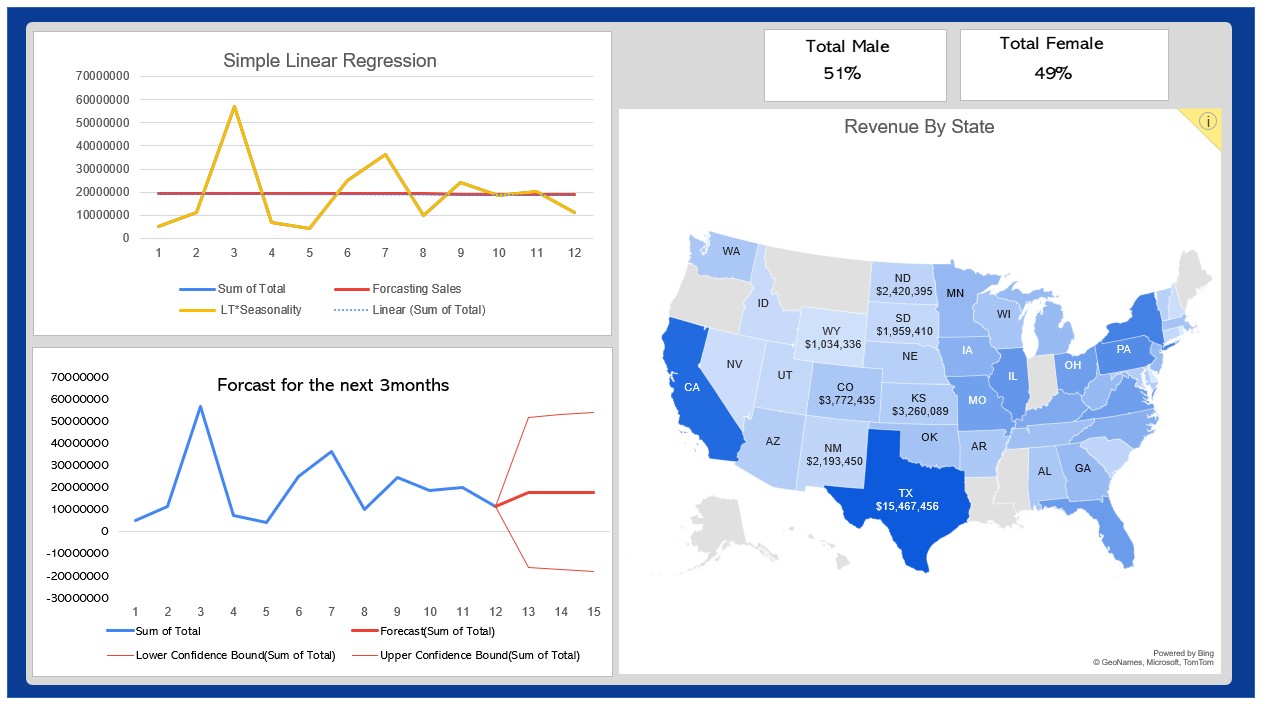 Simple Linear Regression
70000000
60000000
50000000
40000000
30000000
20000000
10000000
0
1 2 3 4 5 6 7 8 9 10 11 12
Sum of Total Forcasting Sales
LT*Seasonality Linear (Sum of Total)
Forcast for the next 3months
70000000
60000000
50000000
40000000
30000000
20000000
10000000
0
-10000000
-20000000
-30000000
1 2 3 4 5 6 7 8 9 10 11 12 13 14 15
Sum of Total Forecast(Sum of Total)
Lower Confidence Bound(Sum of Total) Upper Confidence Bound(Sum of Total)
Total Male
51%
Total Female
49%
Revenue By State
i
WA
ND
$2,420,395
MN
ID
SD
$1,959,410
WI
WY
$1,034,336
NE
IA
PA
NV
UT
CO
$3,772,435
IL
OH
CA
KS
$3,260,089
MO
AZ
NM
$2,193,450
OK
AR
AL
GA
TX
$15,467,456
Powered by Bing
© GeoNames, Microsoft, TomTom